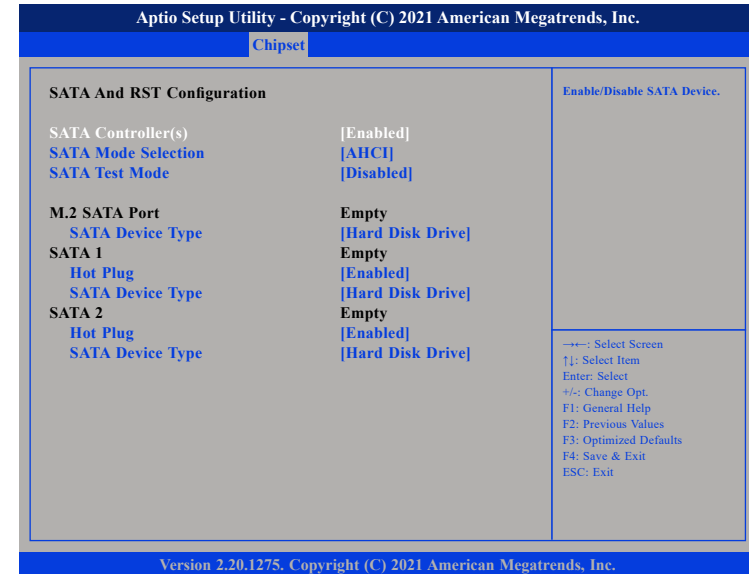 Aptio Setup Utility - Copyright (C) 2021 American Megatrends, Inc.
Chipset
SATA And RST Configuration
SATA Controller(s) [Enabled]
SATA Mode Selection [AHCI]
SATA Test Mode [Disabled]
M.2 SATA Port Empty
SATA Device Type [Hard Disk Drive]
SATA 1 Empty
Hot Plug [Enabled]
SATA Device Type [Hard Disk Drive]
SATA 2 Empty
Hot Plug [Enabled]
SATA Device Type [Hard Disk Drive]
Enable/Disable SATA Device.
→←: Select Screen
↑↓: Select Item
Enter: Select
+/-: Change Opt.
F1: General Help
F2: Previous Values
F3: Optimized Defaults
F4: Save & Exit
ESC: Exit
Version 2.20.1275. Copyright (C) 2021 American Megatrends, Inc.